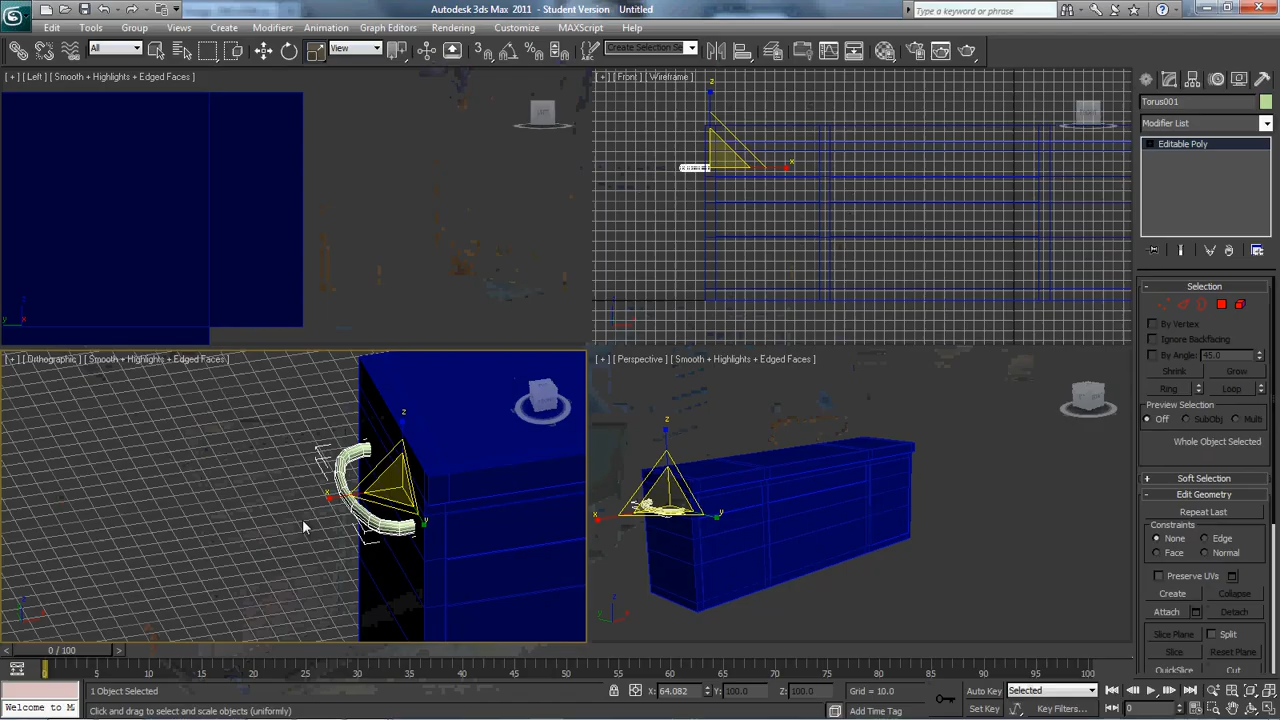 Autodesk 3ds Max 2011 - Student Version Untitled
Type a keyword or phrase
Edit Tools Group Views Create Modifiers Animation Graph Editors Rendering Customize MAXScript Help
All
View
Create Selection Se
[ + ] [ Left ] [ Smooth + Highlights + Edged Faces ]
[ + ] [ Front ] [ Wireframe ]
z
x
y
[ + ] [ Orthographic ] [ Smooth + Highlights + Edged Faces ]
[ + ] [ Perspective ] [ Smooth + Highlights + Edged Faces ]
z
x
y
z
x
y
Torus001
Modifier List
Editable Poly
Selection
By Vertex
Ignore Backfacing
By Angle: 45.0
Shrink Grow
Ring Loop
Preview Selection
Off SubObj Multi
Whole Object Selected
+ Soft Selection
- Edit Geometry
Repeat Last
Constraints
None Edge
Face Normal
Preserve UVs
Create Collapse
Attach Detach
Slice Plane Split
Slice Reset Plane
QuickSlice Cut
< 0 / 100 >
0 5 10 15 20 25 30 35 40 45 50 55 60 65 70 75 80 85 90 95 100
1 Object Selected
X: 64.082 Y: 100.0 Z: 100.0 Grid = 10.0
Auto Key Selected
Welcome to M
Click and drag to select and scale objects (uniformly)
Add Time Tag
Set Key Key Filters... 0